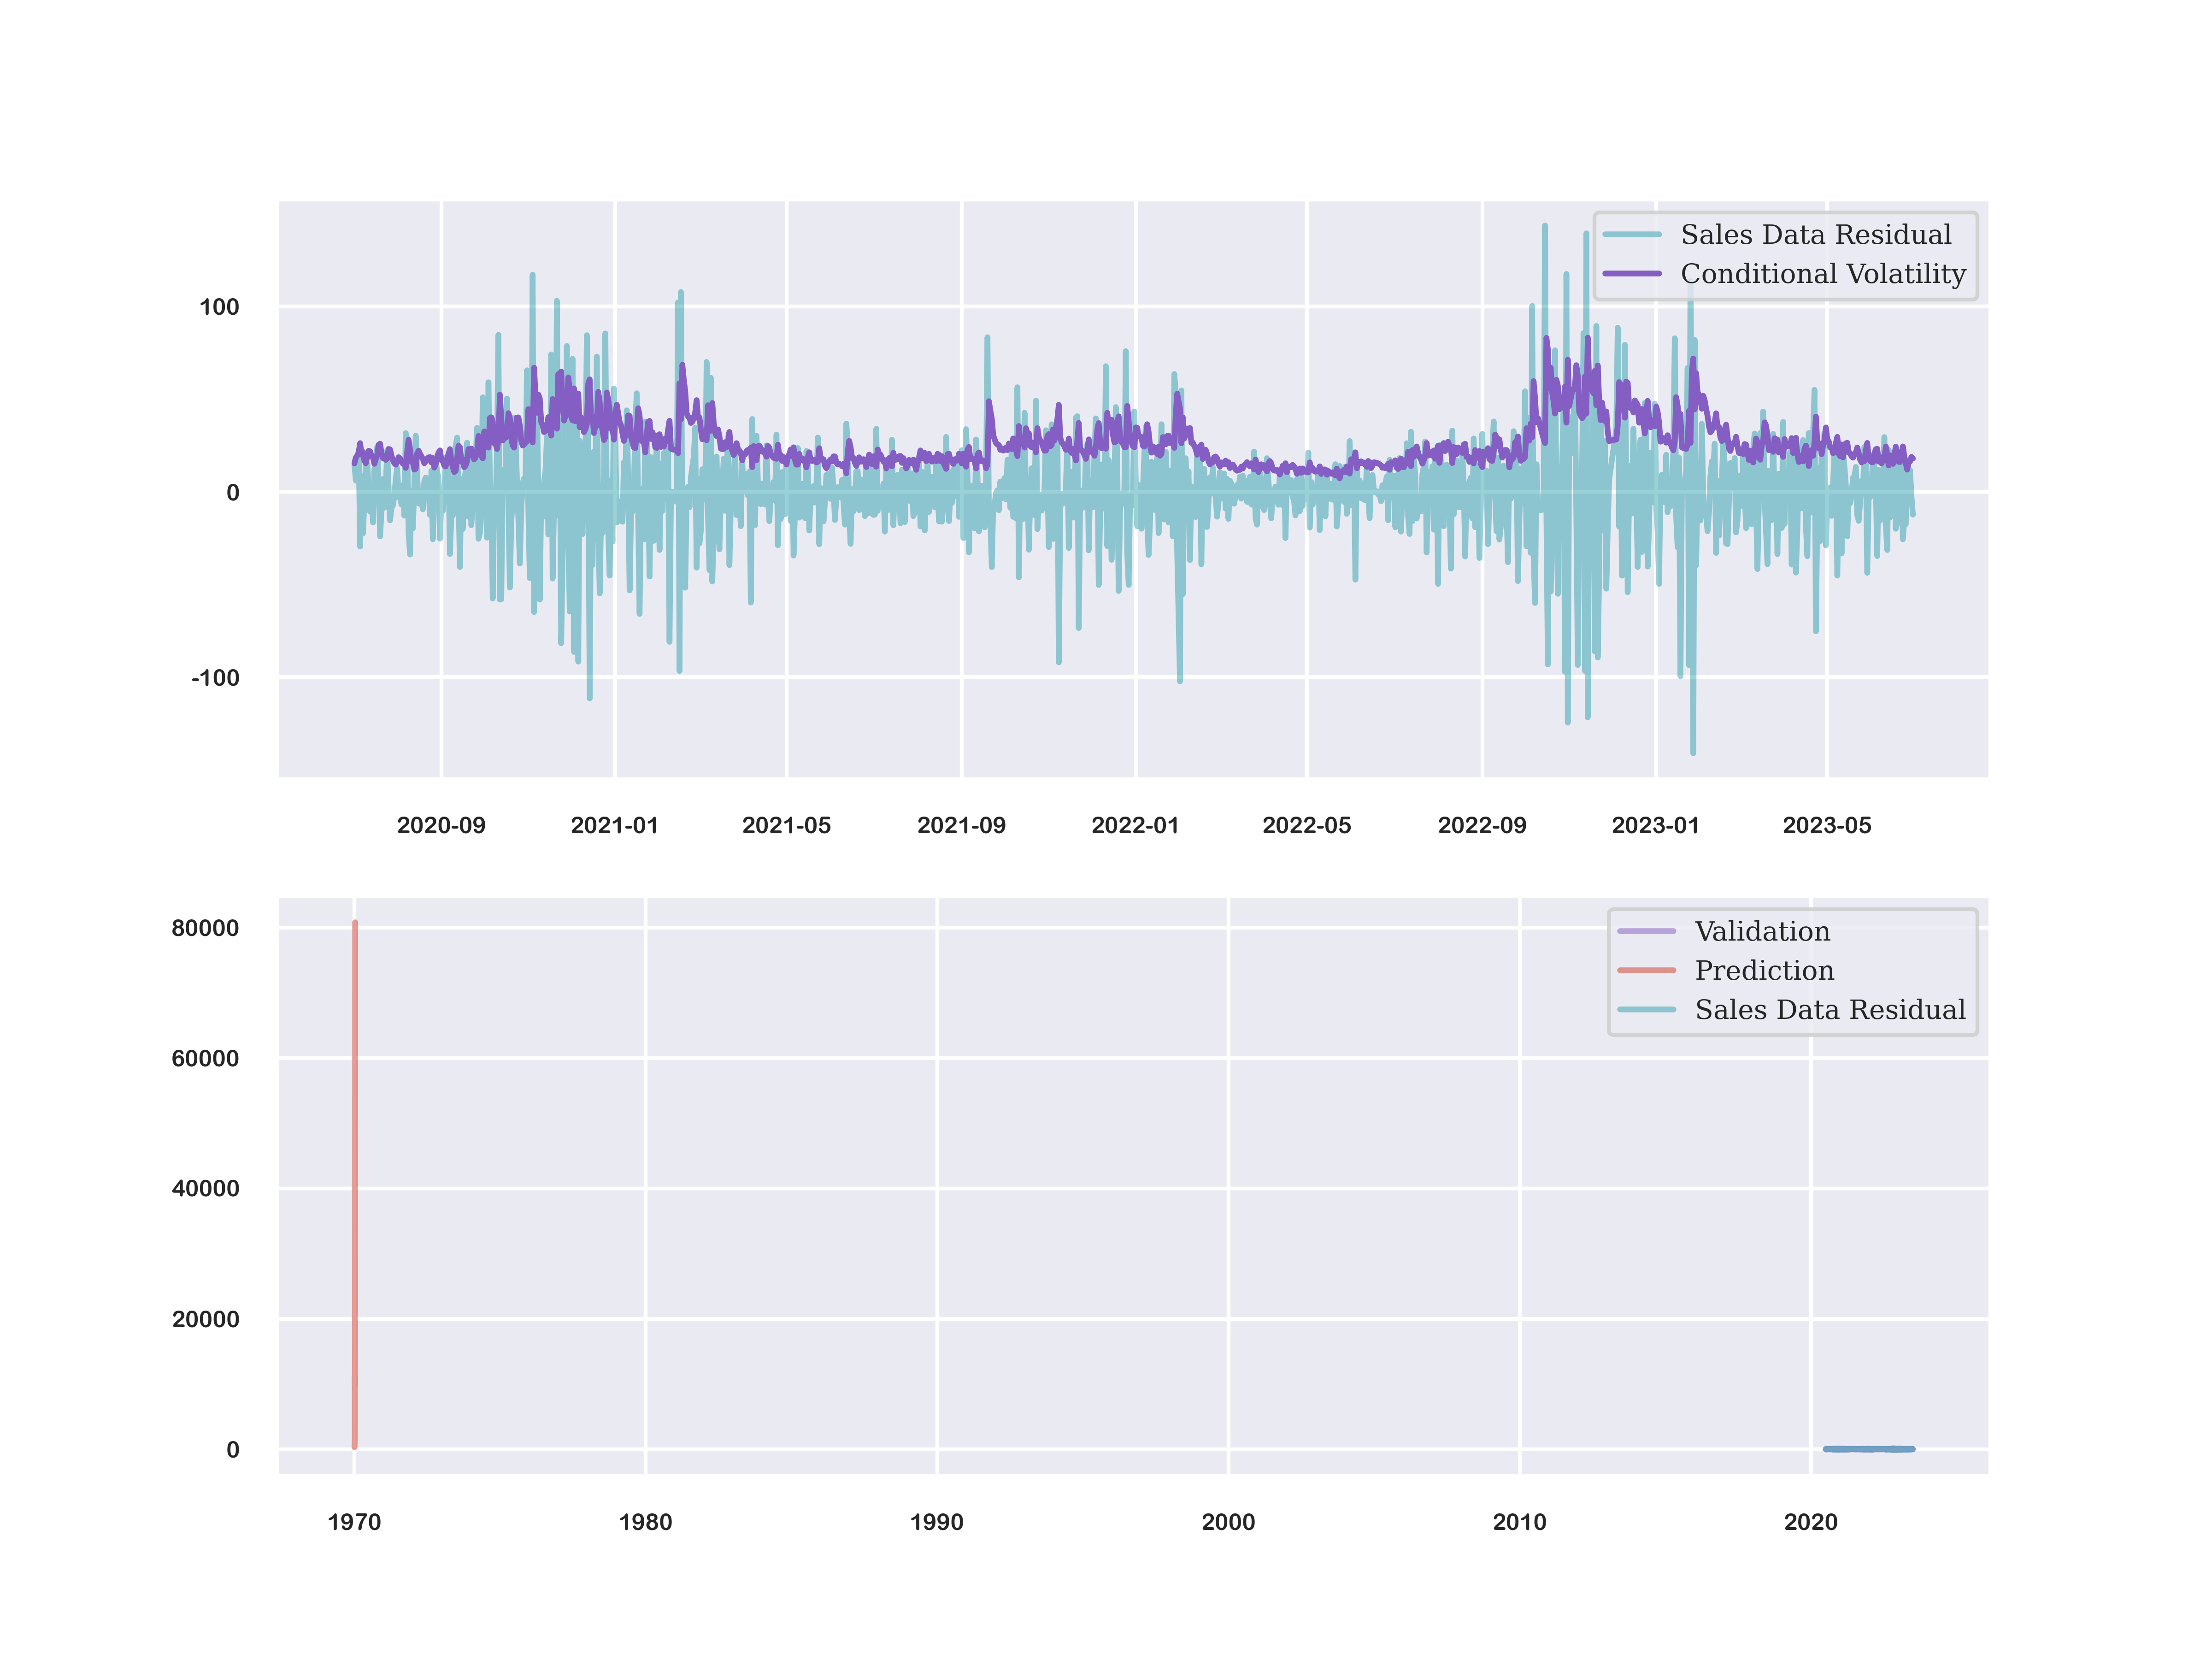 Sales Data Residual
Conditional Volatility
100
0
-100
2020-09 2021-01 2021-05 2021-09 2022-01 2022-05 2022-09 2023-01 2023-05
Validation
Prediction
Sales Data Residual
80000
60000
40000
20000
0
1970 1980 1990 2000 2010 2020